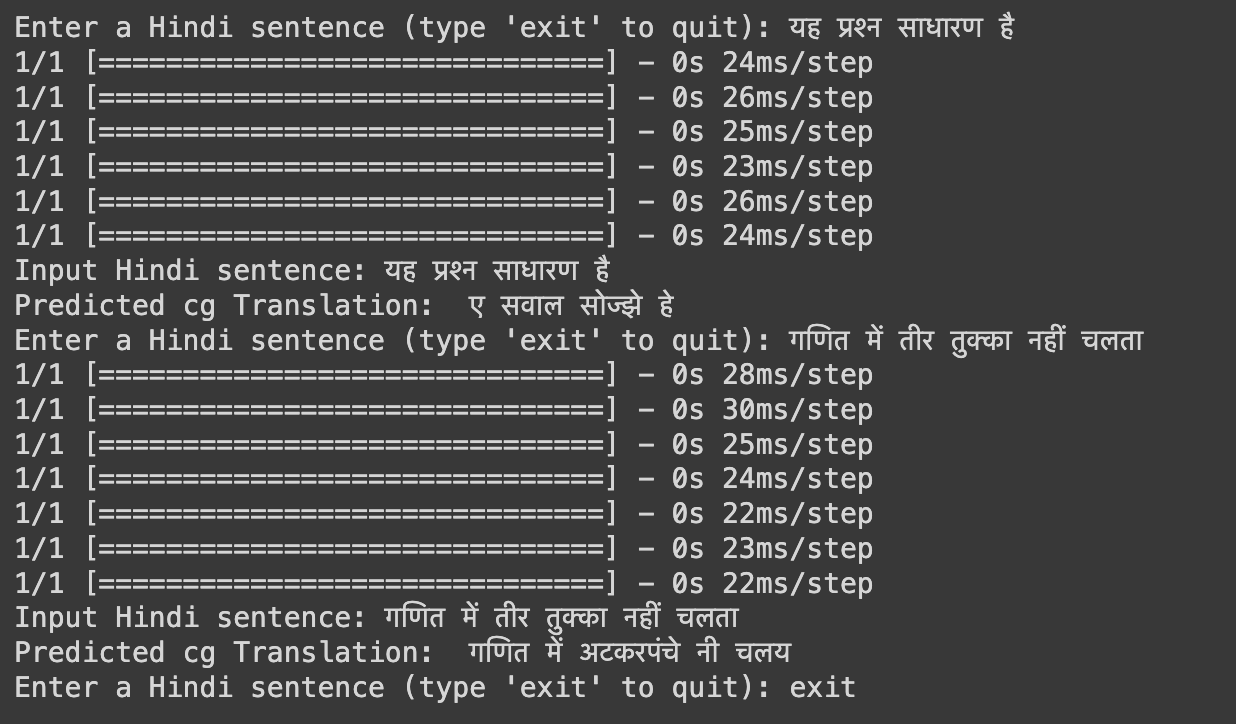 Enter a Hindi sentence (type 'exit' to quit): यह प्रश्न साधारण है
1/1 [==============================] - 0s 24ms/step
1/1 [==============================] - 0s 26ms/step
1/1 [==============================] - 0s 25ms/step
1/1 [==============================] - 0s 23ms/step
1/1 [==============================] - 0s 26ms/step
1/1 [==============================] - 0s 24ms/step
Input Hindi sentence: यह प्रश्न साधारण है
Predicted cg Translation:  ए सवाल सोज्झे हे
Enter a Hindi sentence (type 'exit' to quit): गणित में तीर तुक्का नहीं चलता
1/1 [==============================] - 0s 28ms/step
1/1 [==============================] - 0s 30ms/step
1/1 [==============================] - 0s 25ms/step
1/1 [==============================] - 0s 24ms/step
1/1 [==============================] - 0s 22ms/step
1/1 [==============================] - 0s 23ms/step
1/1 [==============================] - 0s 22ms/step
Input Hindi sentence: गणित में तीर तुक्का नहीं चलता
Predicted cg Translation:  गणित में अटकरपंचे नी चलय
Enter a Hindi sentence (type 'exit' to quit): exit